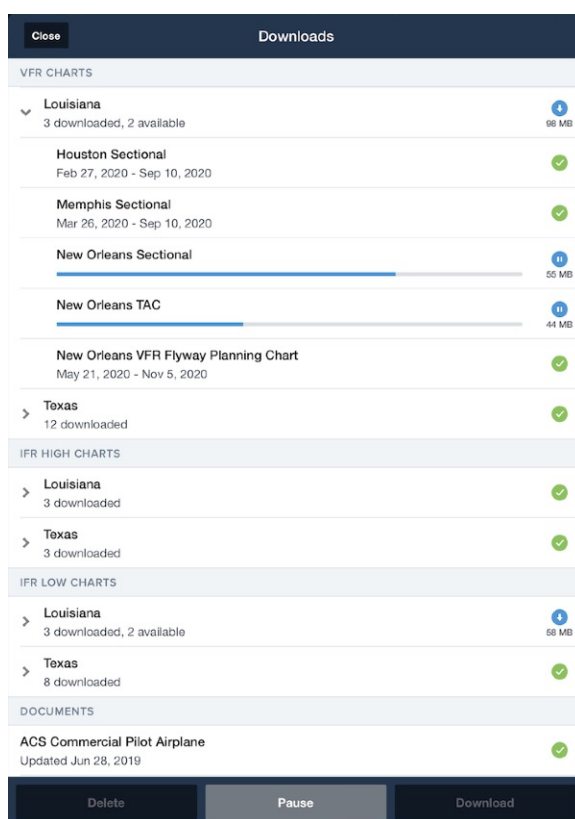 Close
Downloads
VFR CHARTS
Louisiana
3 downloaded, 2 available
98 MB
Houston Sectional
Feb 27, 2020 - Sep 10, 2020
Memphis Sectional
Mar 26, 2020 - Sep 10, 2020
New Orleans Sectional
55 MB
New Orleans TAC
44 MB
New Orleans VFR Flyway Planning Chart
May 21, 2020 - Nov 5, 2020
Texas
12 downloaded
IFR HIGH CHARTS
Louisiana
3 downloaded
Texas
3 downloaded
IFR LOW CHARTS
Louisiana
3 downloaded, 2 available
58 MB
Texas
8 downloaded
DOCUMENTS
ACS Commercial Pilot Airplane
Updated Jun 28, 2019
Delete
Pause
Download